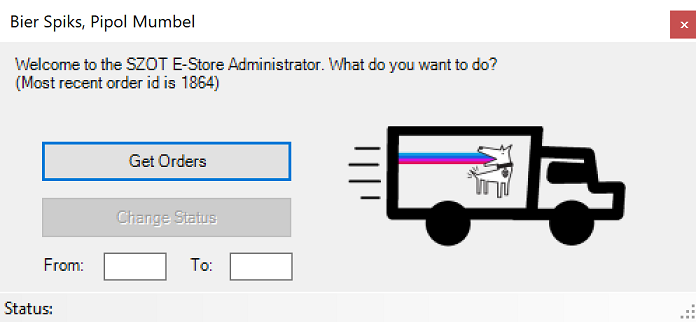 Bier Spiks, Pipol Mumbel
Welcome to the SZOT E-Store Administrator. What do you want to do?
(Most recent order id is 1864)
Get Orders
Change Status
From: To:
Status: